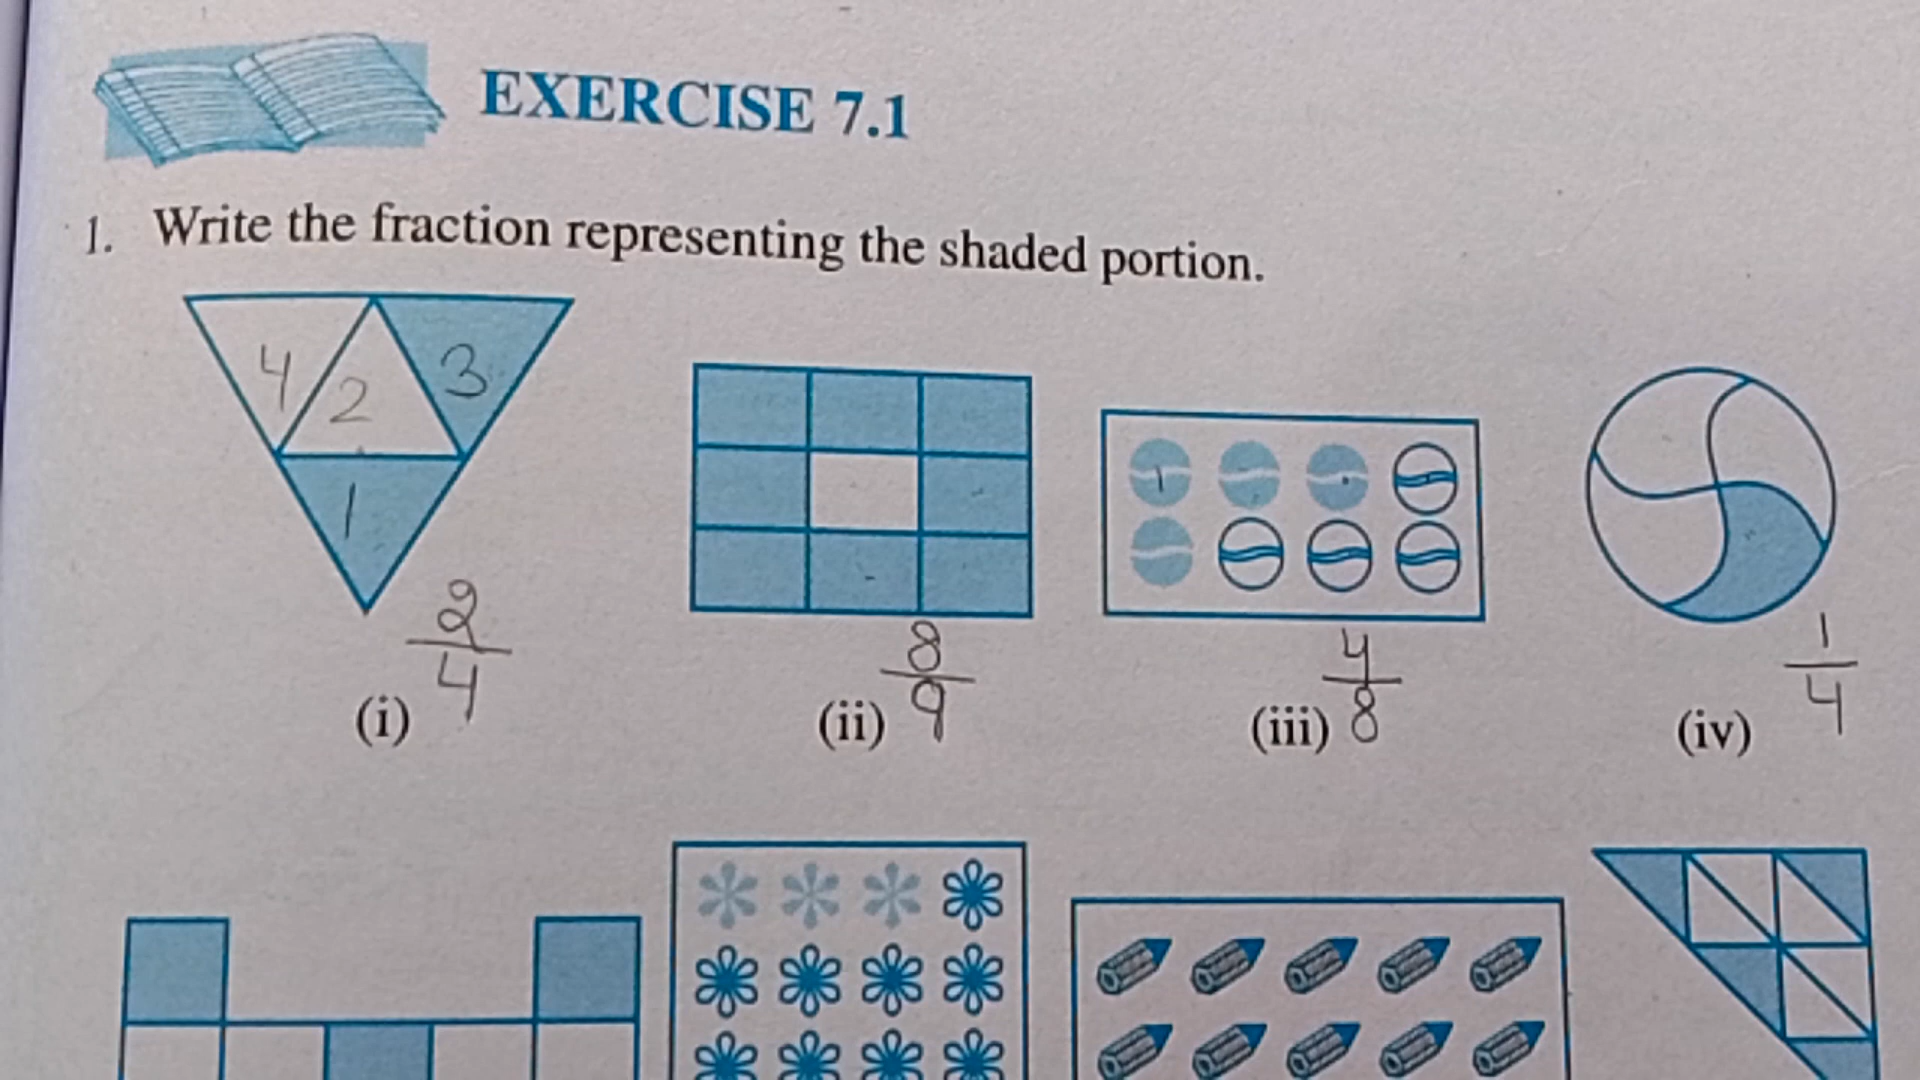 EXERCISE 7.1
1. Write the fraction representing the shaded portion.
4 2 3
1
2/4
8/9
4/8
1/4
(i) (ii) (iii) (iv)